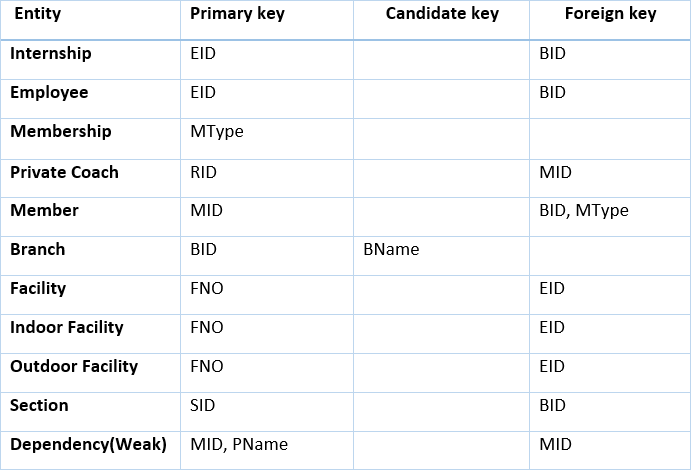 Entity Primary key Candidate key Foreign key
Internship EID BID
Employee EID BID
Membership MType
Private Coach RID MID
Member MID BID, MType
Branch BID BName
Facility FNO EID
Indoor Facility FNO EID
Outdoor Facility FNO EID
Section SID BID
Dependency(Weak) MID, PName MID